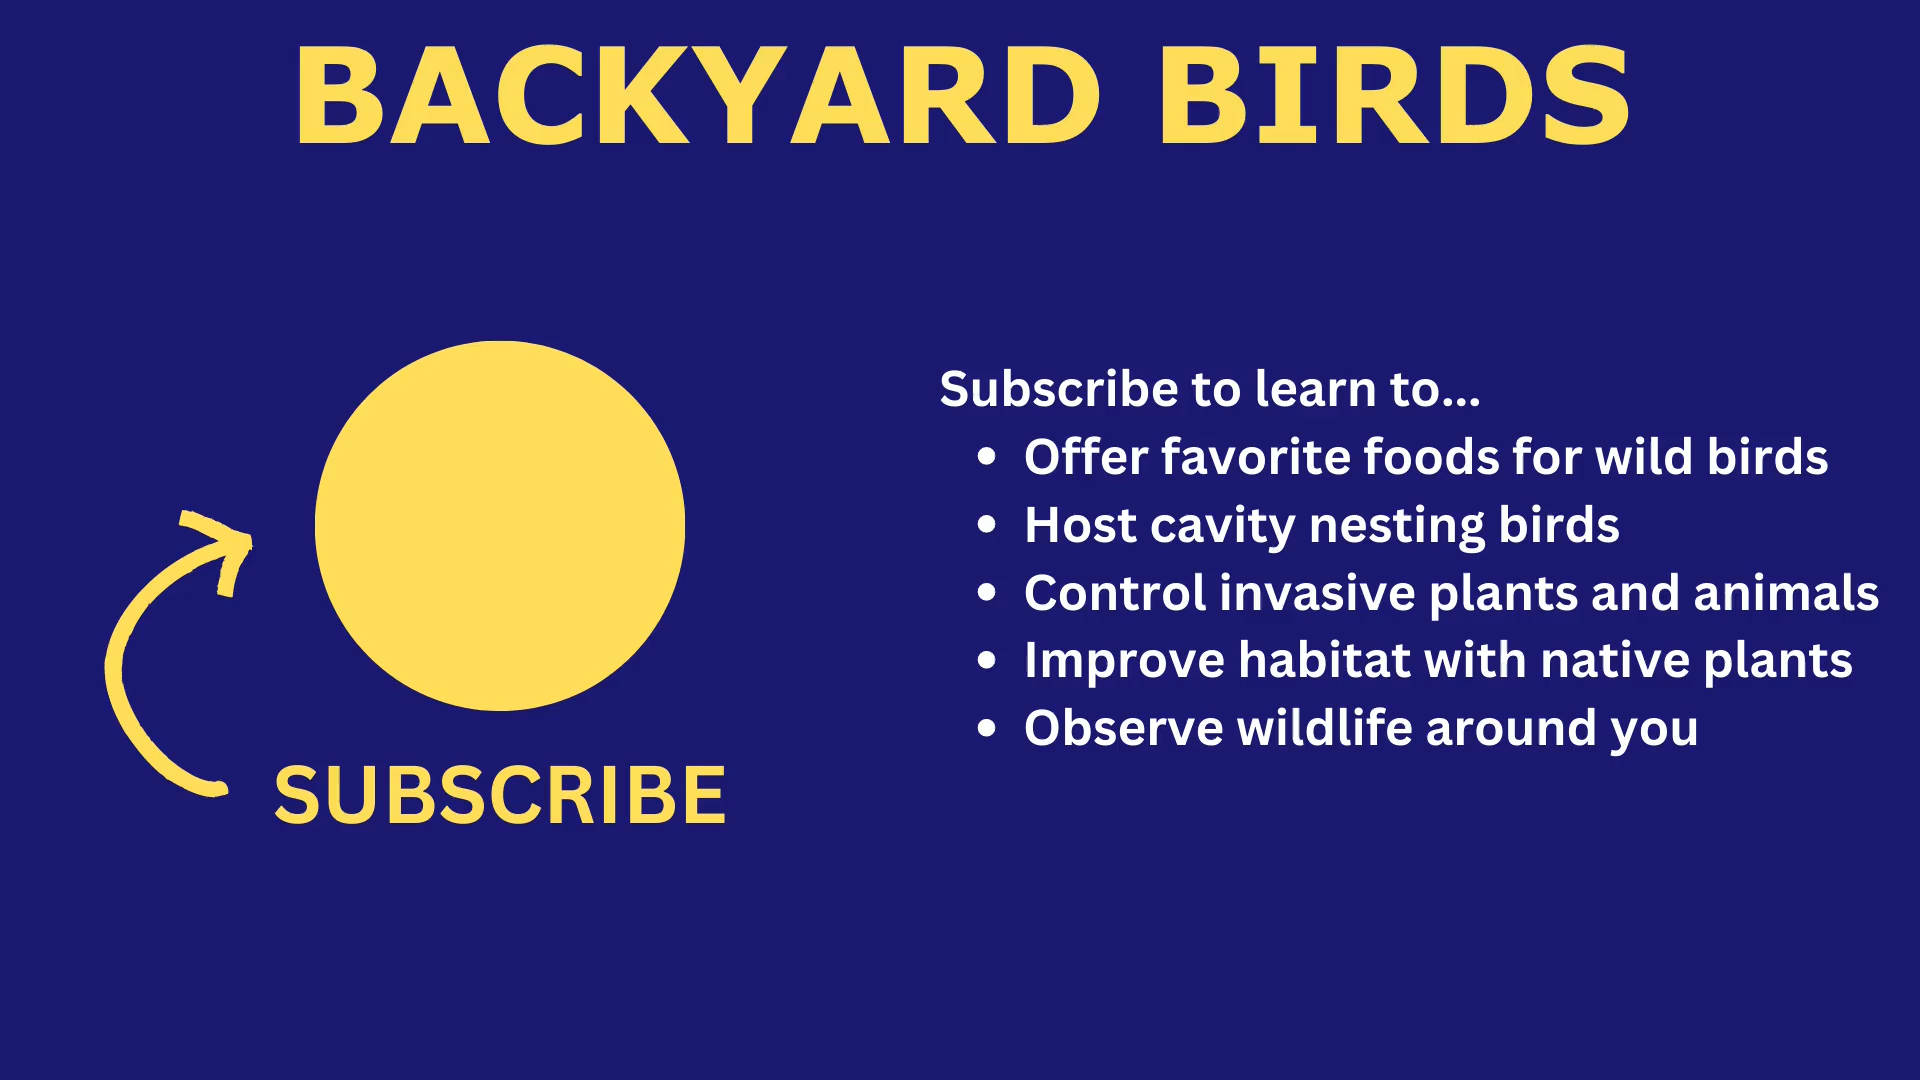 BACKYARD BIRDS
Subscribe to learn to...
• Offer favorite foods for wild birds
• Host cavity nesting birds
• Control invasive plants and animals
• Improve habitat with native plants
• Observe wildlife around you
SUBSCRIBE